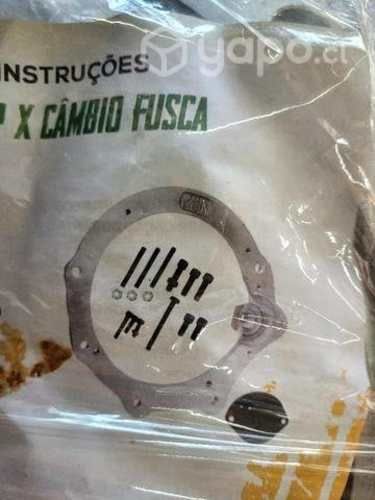 yapo.cl
INSTRUÇÕES
X CÂMBIO FUSCA